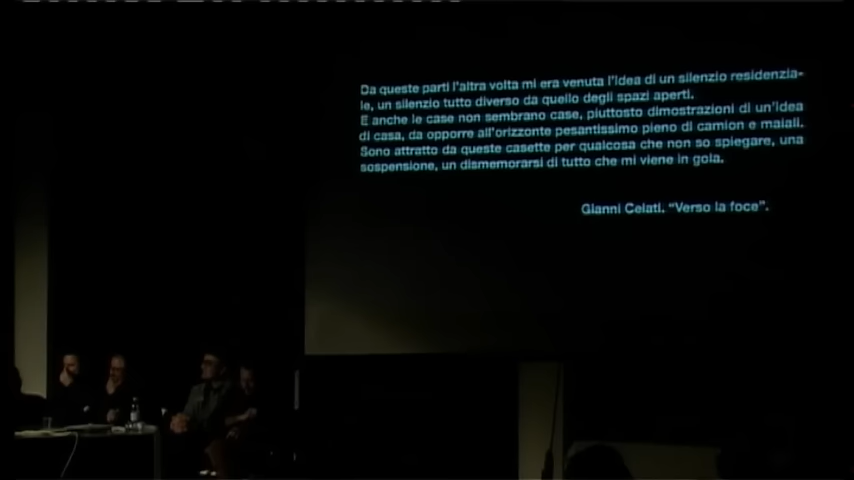 Da queste parti l'altra volta mi era venuta l'idea di un silenzio residenzia-
le, un silenzio tutto diverso da quello degli spazi aperti.
E anche le case non sembrano case, piuttosto dimostrazioni di un'idea
di casa, da opporre all'orizzonte pesantissimo pieno di camion e maiali.
Sono attratto da queste casette per qualcosa che non so spiegare, una
sospensione, un dismemorarsi di tutto che mi viene in gola.
Gianni Celati. "Verso la foce".